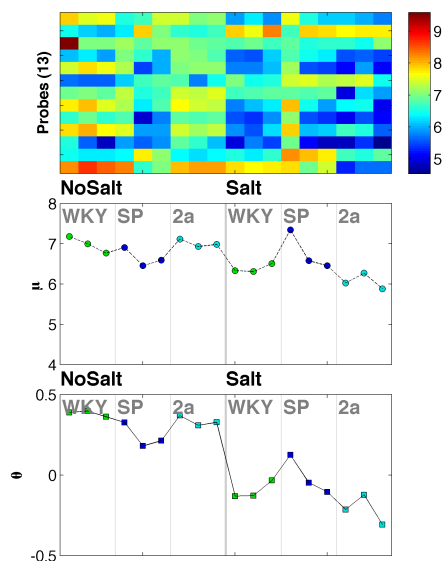 Probes (13)
9
8
7
6
5
NoSalt Salt
WKY SP 2a WKY SP 2a
8
7
6
5
4
μ
NoSalt Salt
WKY SP 2a WKY SP 2a
0.5
0
-0.5
θ